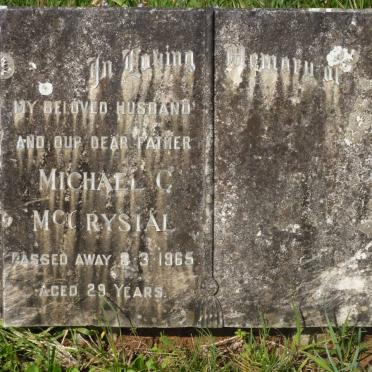 In Loving Memory of
MY BELOVED HUSBAND
AND OUR DEAR FATHER
MICHAEL C
MCCRYSTAL
PASSED AWAY 8-3-1965
AGED 29 YEARS.